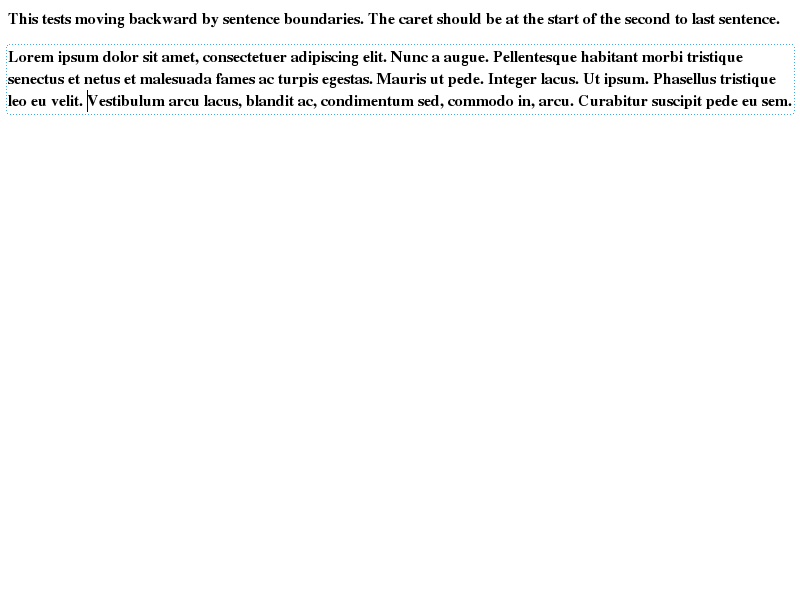 This tests moving backward by sentence boundaries. The caret should be at the start of the second to last sentence.
Lorem ipsum dolor sit amet, consectetuer adipiscing elit. Nunc a augue. Pellentesque habitant morbi tristique
senectus et netus et malesuada fames ac turpis egestas. Mauris ut pede. Integer lacus. Ut ipsum. Phasellus tristique
leo eu velit. Vestibulum arcu lacus, blandit ac, condimentum sed, commodo in, arcu. Curabitur suscipit pede eu sem.